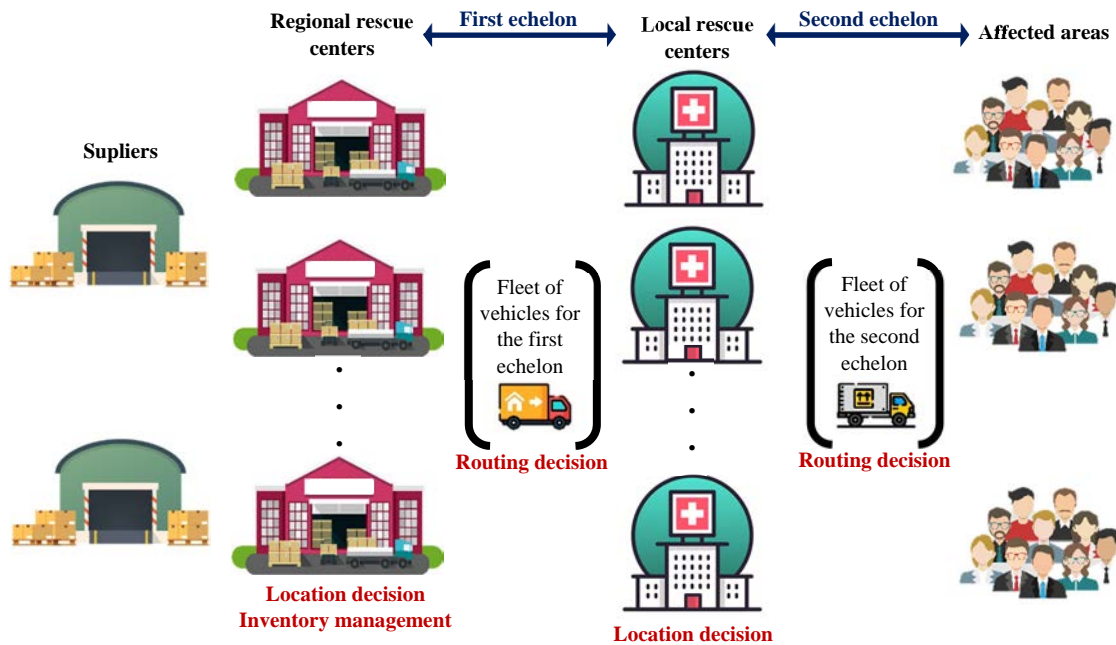 Regional rescue
centers
First echelon
Local rescue
centers
Second echelon
Affected areas
Supliers
Fleet of
vehicles for
the first
echelon
Routing decision
Fleet of
vehicles for
the second
echelon
Routing decision
Location decision
Inventory management
Location decision